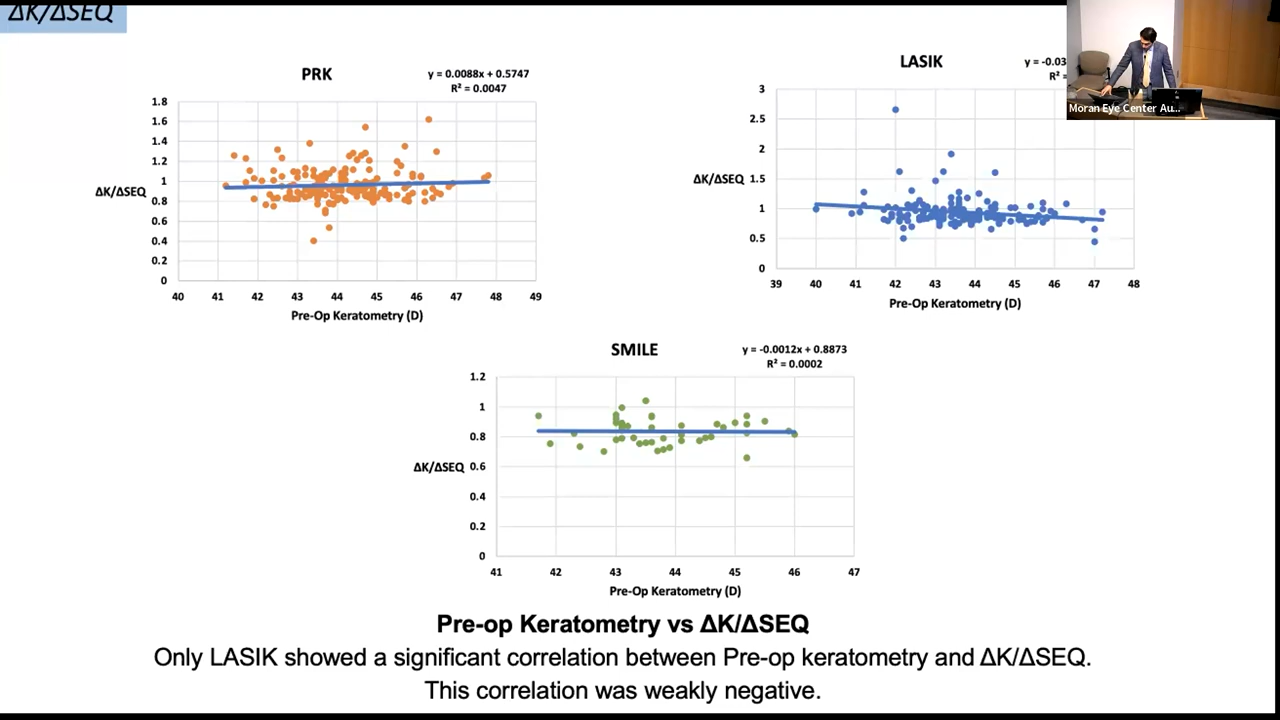 ΔK/ΔSEQ
PRK
y = 0.0088x + 0.5747
R² = 0.0047
1.8
1.6
1.4
1.2
1
0.8
0.6
0.4
0.2
0
ΔK/ΔSEQ
40 41 42 43 44 45 46 47 48 49
Pre-Op Keratometry (D)
LASIK
y = -0.03
R² =
3
2.5
2
1.5
1
0.5
0
ΔK/ΔSEQ
39 40 41 42 43 44 45 46 47 48
Pre-Op Keratometry (D)
Moran Eye Center Au...
SMILE
y = -0.0012x + 0.8873
R² = 0.0002
1.2
1
0.8
0.6
0.4
0.2
0
ΔK/ΔSEQ
41 42 43 44 45 46 47
Pre-Op Keratometry (D)
Pre-op Keratometry vs ΔK/ΔSEQ
Only LASIK showed a significant correlation between Pre-op keratometry and ΔK/ΔSEQ.
This correlation was weakly negative.